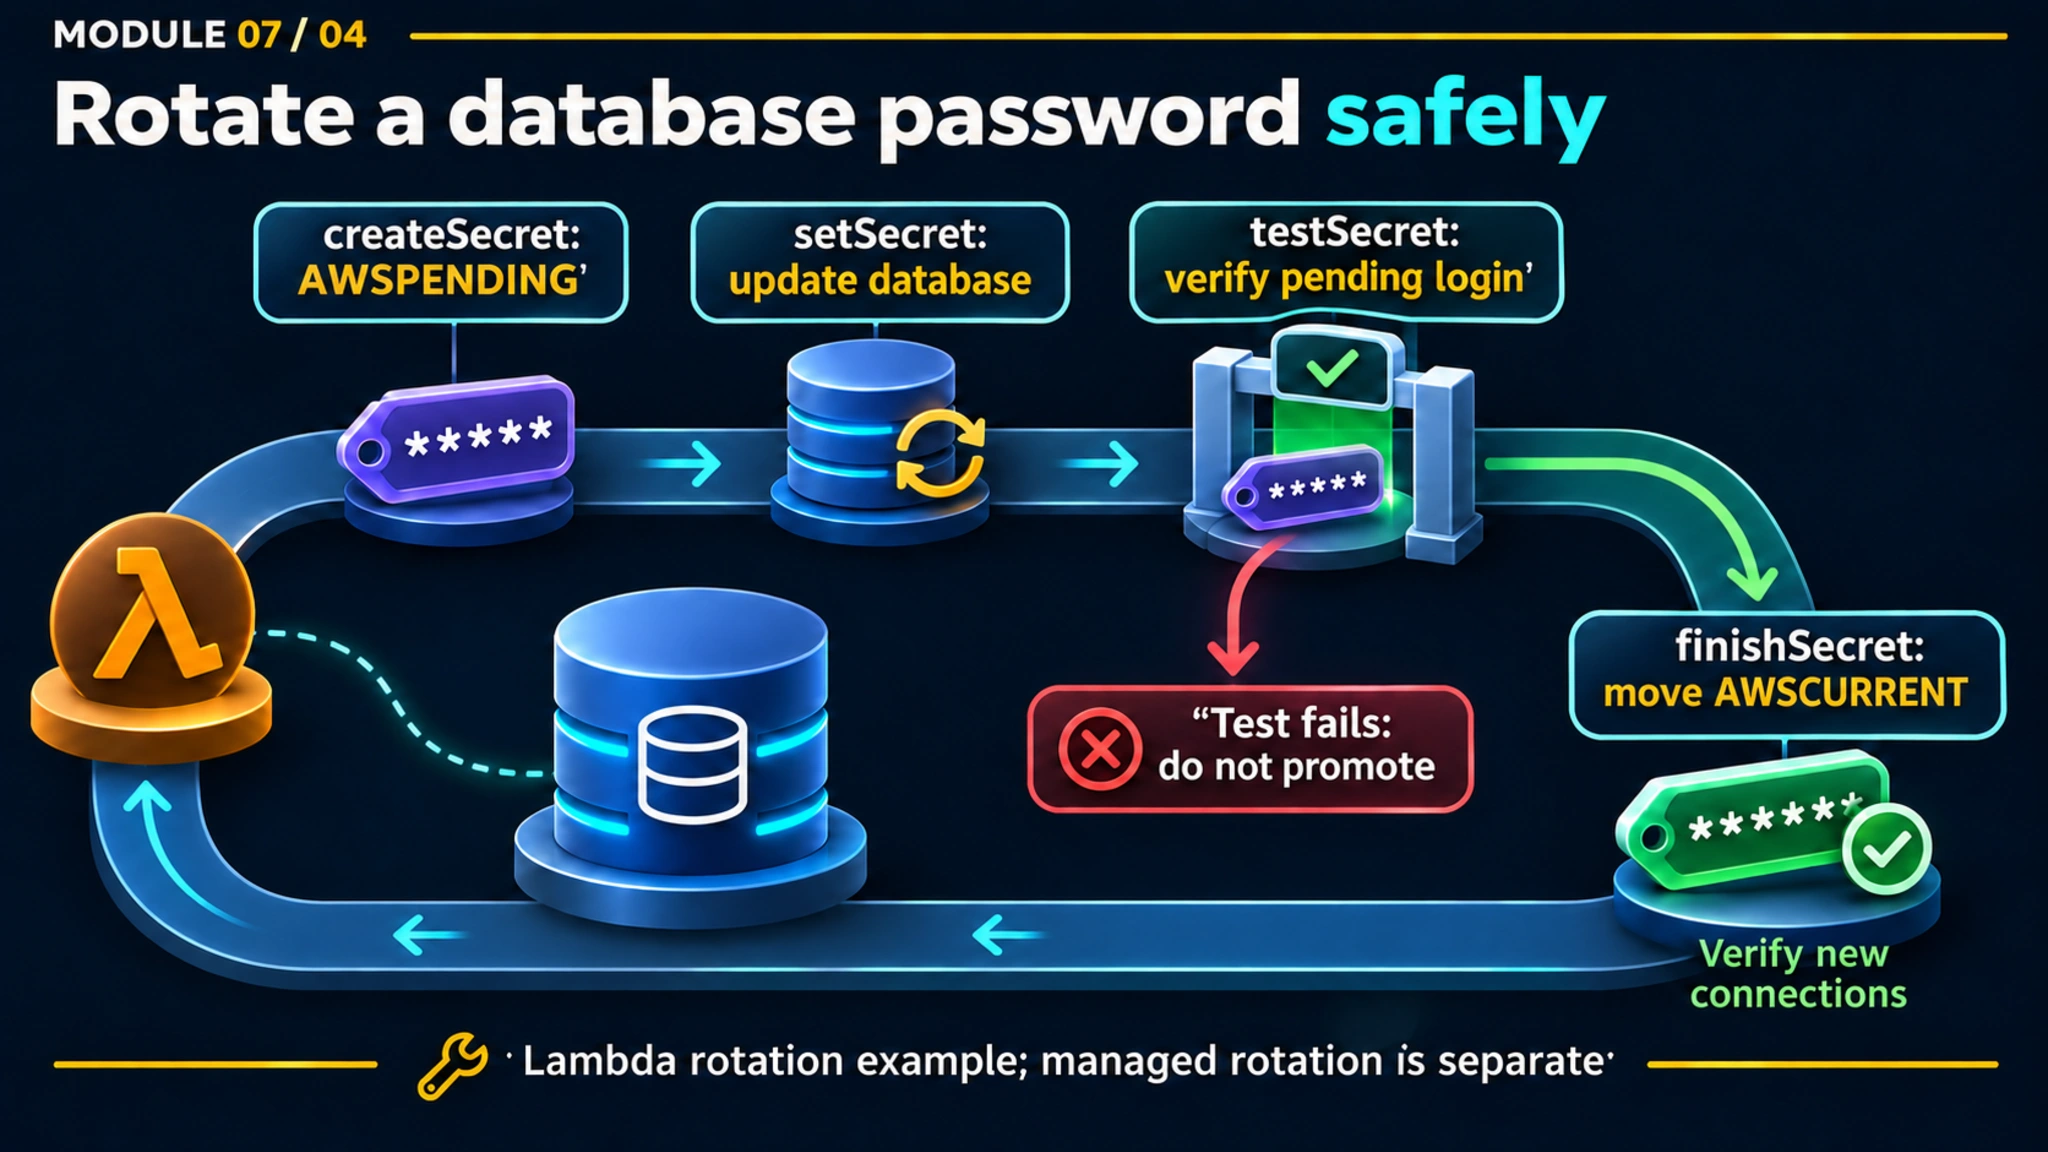 MODULE 07 / 04
Rotate a database password safely
createSecret:
AWSPENDING’
setSecret:
update database
testSecret:
verify pending login’
*****
*****
λ
“Test fails:
do not promote
finishSecret:
move AWSCURRENT
******
Verify new
connections
· Lambda rotation example; managed rotation is separate·